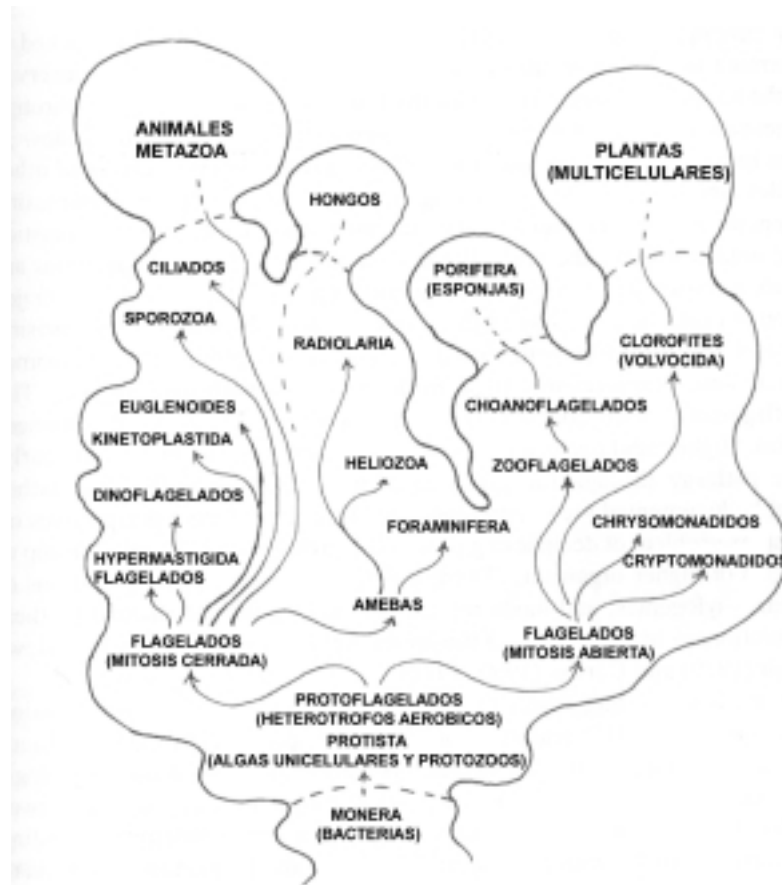 ANIMALES
METAZOA
PLANTAS
(MULTICELULARES)
HONGOS
CILIADOS
PORIFERA
(ESPONJAS)
SPOROZOA
RADIOLARIA
CLOROFITES
(VOLVOCIDA)
EUGLENOIDES
CHOANOFLAGELADOS
KINETOPLASTIDA
HELIOZOA
ZOOFLAGELADOS
DINOFLAGELADOS
FORAMINIFERA
CHRYSOMONADIDOS
HYPERMASTIGIDA
FLAGELADOS
CRYPTOMONADIDOS
AMEBAS
FLAGELADOS
(MITOSIS CERRADA)
FLAGELADOS
(MITOSIS ABIERTA)
PROTOFLAGELADOS
(HETEROTROFOS AEROBICOS)
PROTISTA
(ALGAS UNICELULARES Y PROTOZOOS)
MONERA
(BACTERIAS)